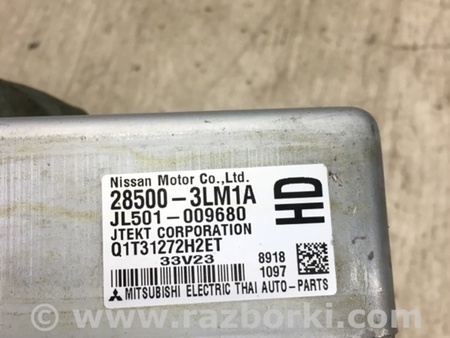 Nissan Motor Co.,Ltd.
28500-3LM1A
JL501-009680
JTEKT CORPORATION
Q1T31272H2ET
33V23
8918
1097
MITSUBISHI ELECTRIC THAI AUTO-PARTS
HD
www.razborki.com